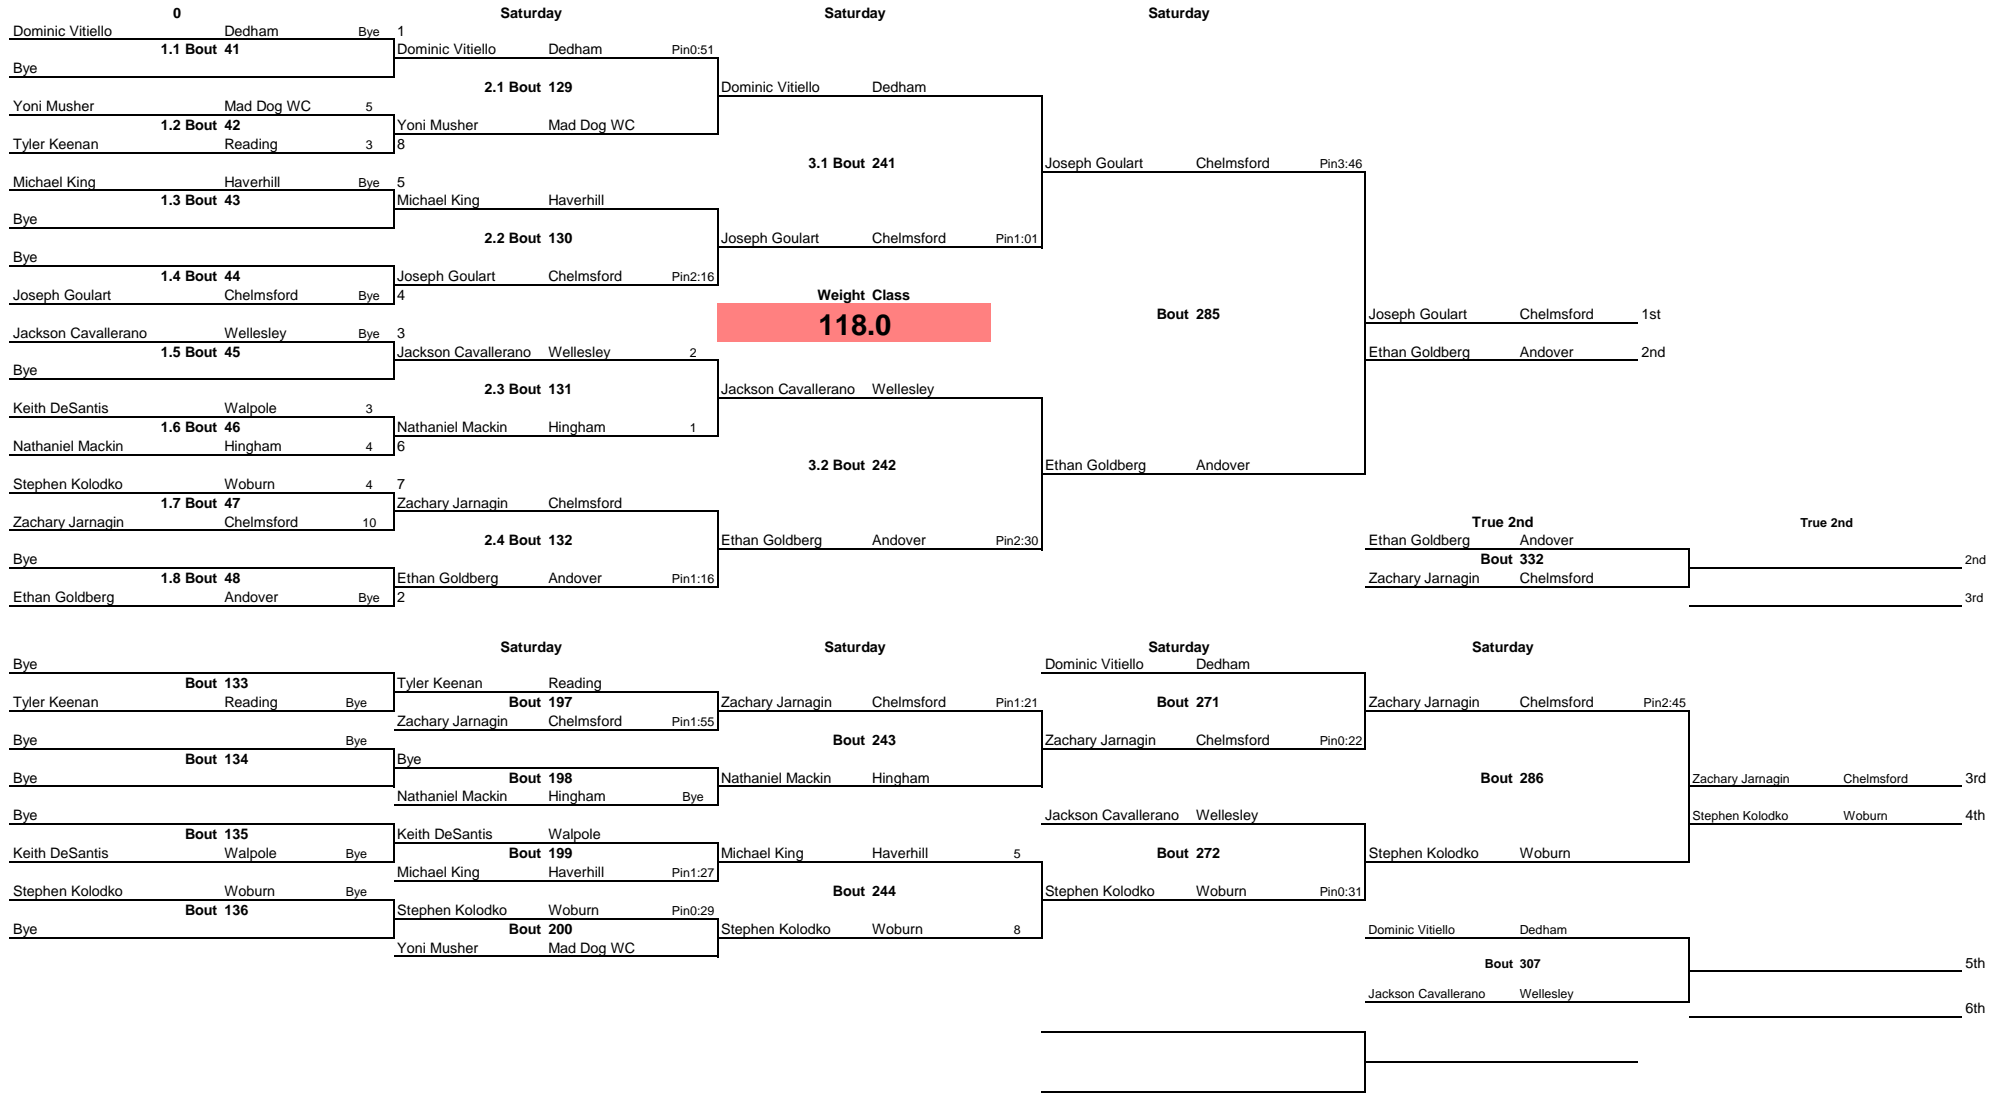 0 Saturday Saturday Saturday
Dominic Vitiello Dedham Bye 1
1.1 Bout 41 Dominic Vitiello Dedham Pin0:51
Bye
2.1 Bout 129 Dominic Vitiello Dedham
Yoni Musher Mad Dog WC 5
1.2 Bout 42 Yoni Musher Mad Dog WC
Tyler Keenan Reading 3 8
3.1 Bout 241 Joseph Goulart Chelmsford Pin3:46
Michael King Haverhill Bye 5
1.3 Bout 43 Michael King Haverhill
Bye
2.2 Bout 130 Joseph Goulart Chelmsford Pin1:01
Bye
1.4 Bout 44 Joseph Goulart Chelmsford Pin2:16
Joseph Goulart Chelmsford Bye 4 Weight Class
Bout 285 Joseph Goulart Chelmsford 1st
118.0
Jackson Cavallerano Wellesley Bye 3
1.5 Bout 45 Jackson Cavallerano Wellesley 2 Ethan Goldberg Andover 2nd
Bye
2.3 Bout 131 Jackson Cavallerano Wellesley
Keith DeSantis Walpole 3
1.6 Bout 46 Nathaniel Mackin Hingham 1
Nathaniel Mackin Hingham 4 6
3.2 Bout 242 Ethan Goldberg Andover
Stephen Kolodko Woburn 4 7
1.7 Bout 47 Zachary Jarnagin Chelmsford
Zachary Jarnagin Chelmsford 10 True 2nd True 2nd
2.4 Bout 132 Ethan Goldberg Andover Pin2:30 Ethan Goldberg Andover
Bye Bout 332 2nd
1.8 Bout 48 Ethan Goldberg Andover Pin1:16 Zachary Jarnagin Chelmsford
Ethan Goldberg Andover Bye 2 3rd
Saturday Saturday Saturday Saturday
Bye Dominic Vitiello Dedham
Bout 133 Tyler Keenan Reading
Tyler Keenan Reading Bye Bout 197 Zachary Jarnagin Chelmsford Pin1:21 Bout 271 Zachary Jarnagin Chelmsford Pin2:45
Zachary Jarnagin Chelmsford Pin1:55
Bye Bye Bout 243 Zachary Jarnagin Chelmsford Pin0:22
Bout 134 Bye
Bye Bout 198 Nathaniel Mackin Hingham Bout 286 Zachary Jarnagin Chelmsford 3rd
Nathaniel Mackin Hingham Bye
Bye Jackson Cavallerano Wellesley Stephen Kolodko Woburn 4th
Bout 135 Keith DeSantis Walpole
Keith DeSantis Walpole Bye Bout 199 Michael King Haverhill 5 Bout 272 Stephen Kolodko Woburn
Michael King Haverhill Pin1:27
Stephen Kolodko Woburn Bye Bout 244 Stephen Kolodko Woburn Pin0:31
Bout 136 Stephen Kolodko Woburn Pin0:29
Bye Bout 200 Stephen Kolodko Woburn 8 Dominic Vitiello Dedham
Yoni Musher Mad Dog WC
Bout 307 5th
Jackson Cavallerano Wellesley
6th